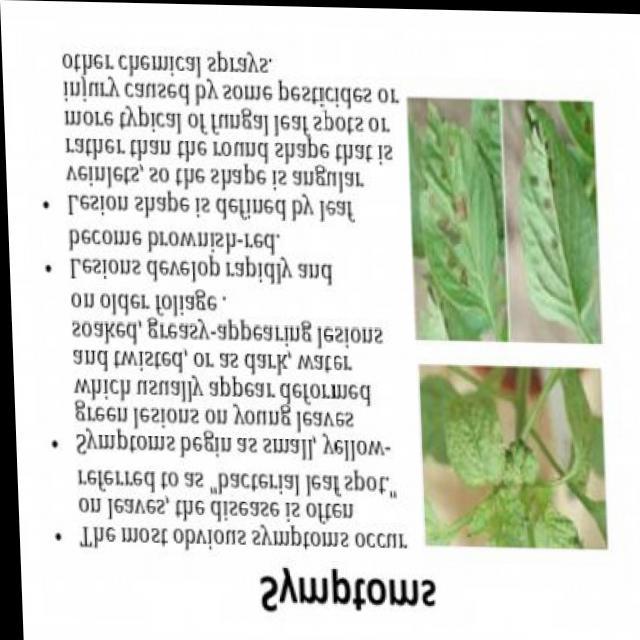 Symptoms
• The most obvious symptoms occur
on leaves, the disease is often
referred to as "bacterial leaf spot"
• Symptoms begin as small, yellow-
green lesions on young leaves
which usually appear deformed
and twisted, or as dark, water
soaked, greasy-appearing lesions
on older foliage .
• Lesions develop rapidly and
become brownish-red.
• Lesion shape is defined by leaf
veinlets, so the shape is angular
rather than the round shape that is
more typical of fungal leaf spots or
injury caused by some pesticides or
other chemical sprays.